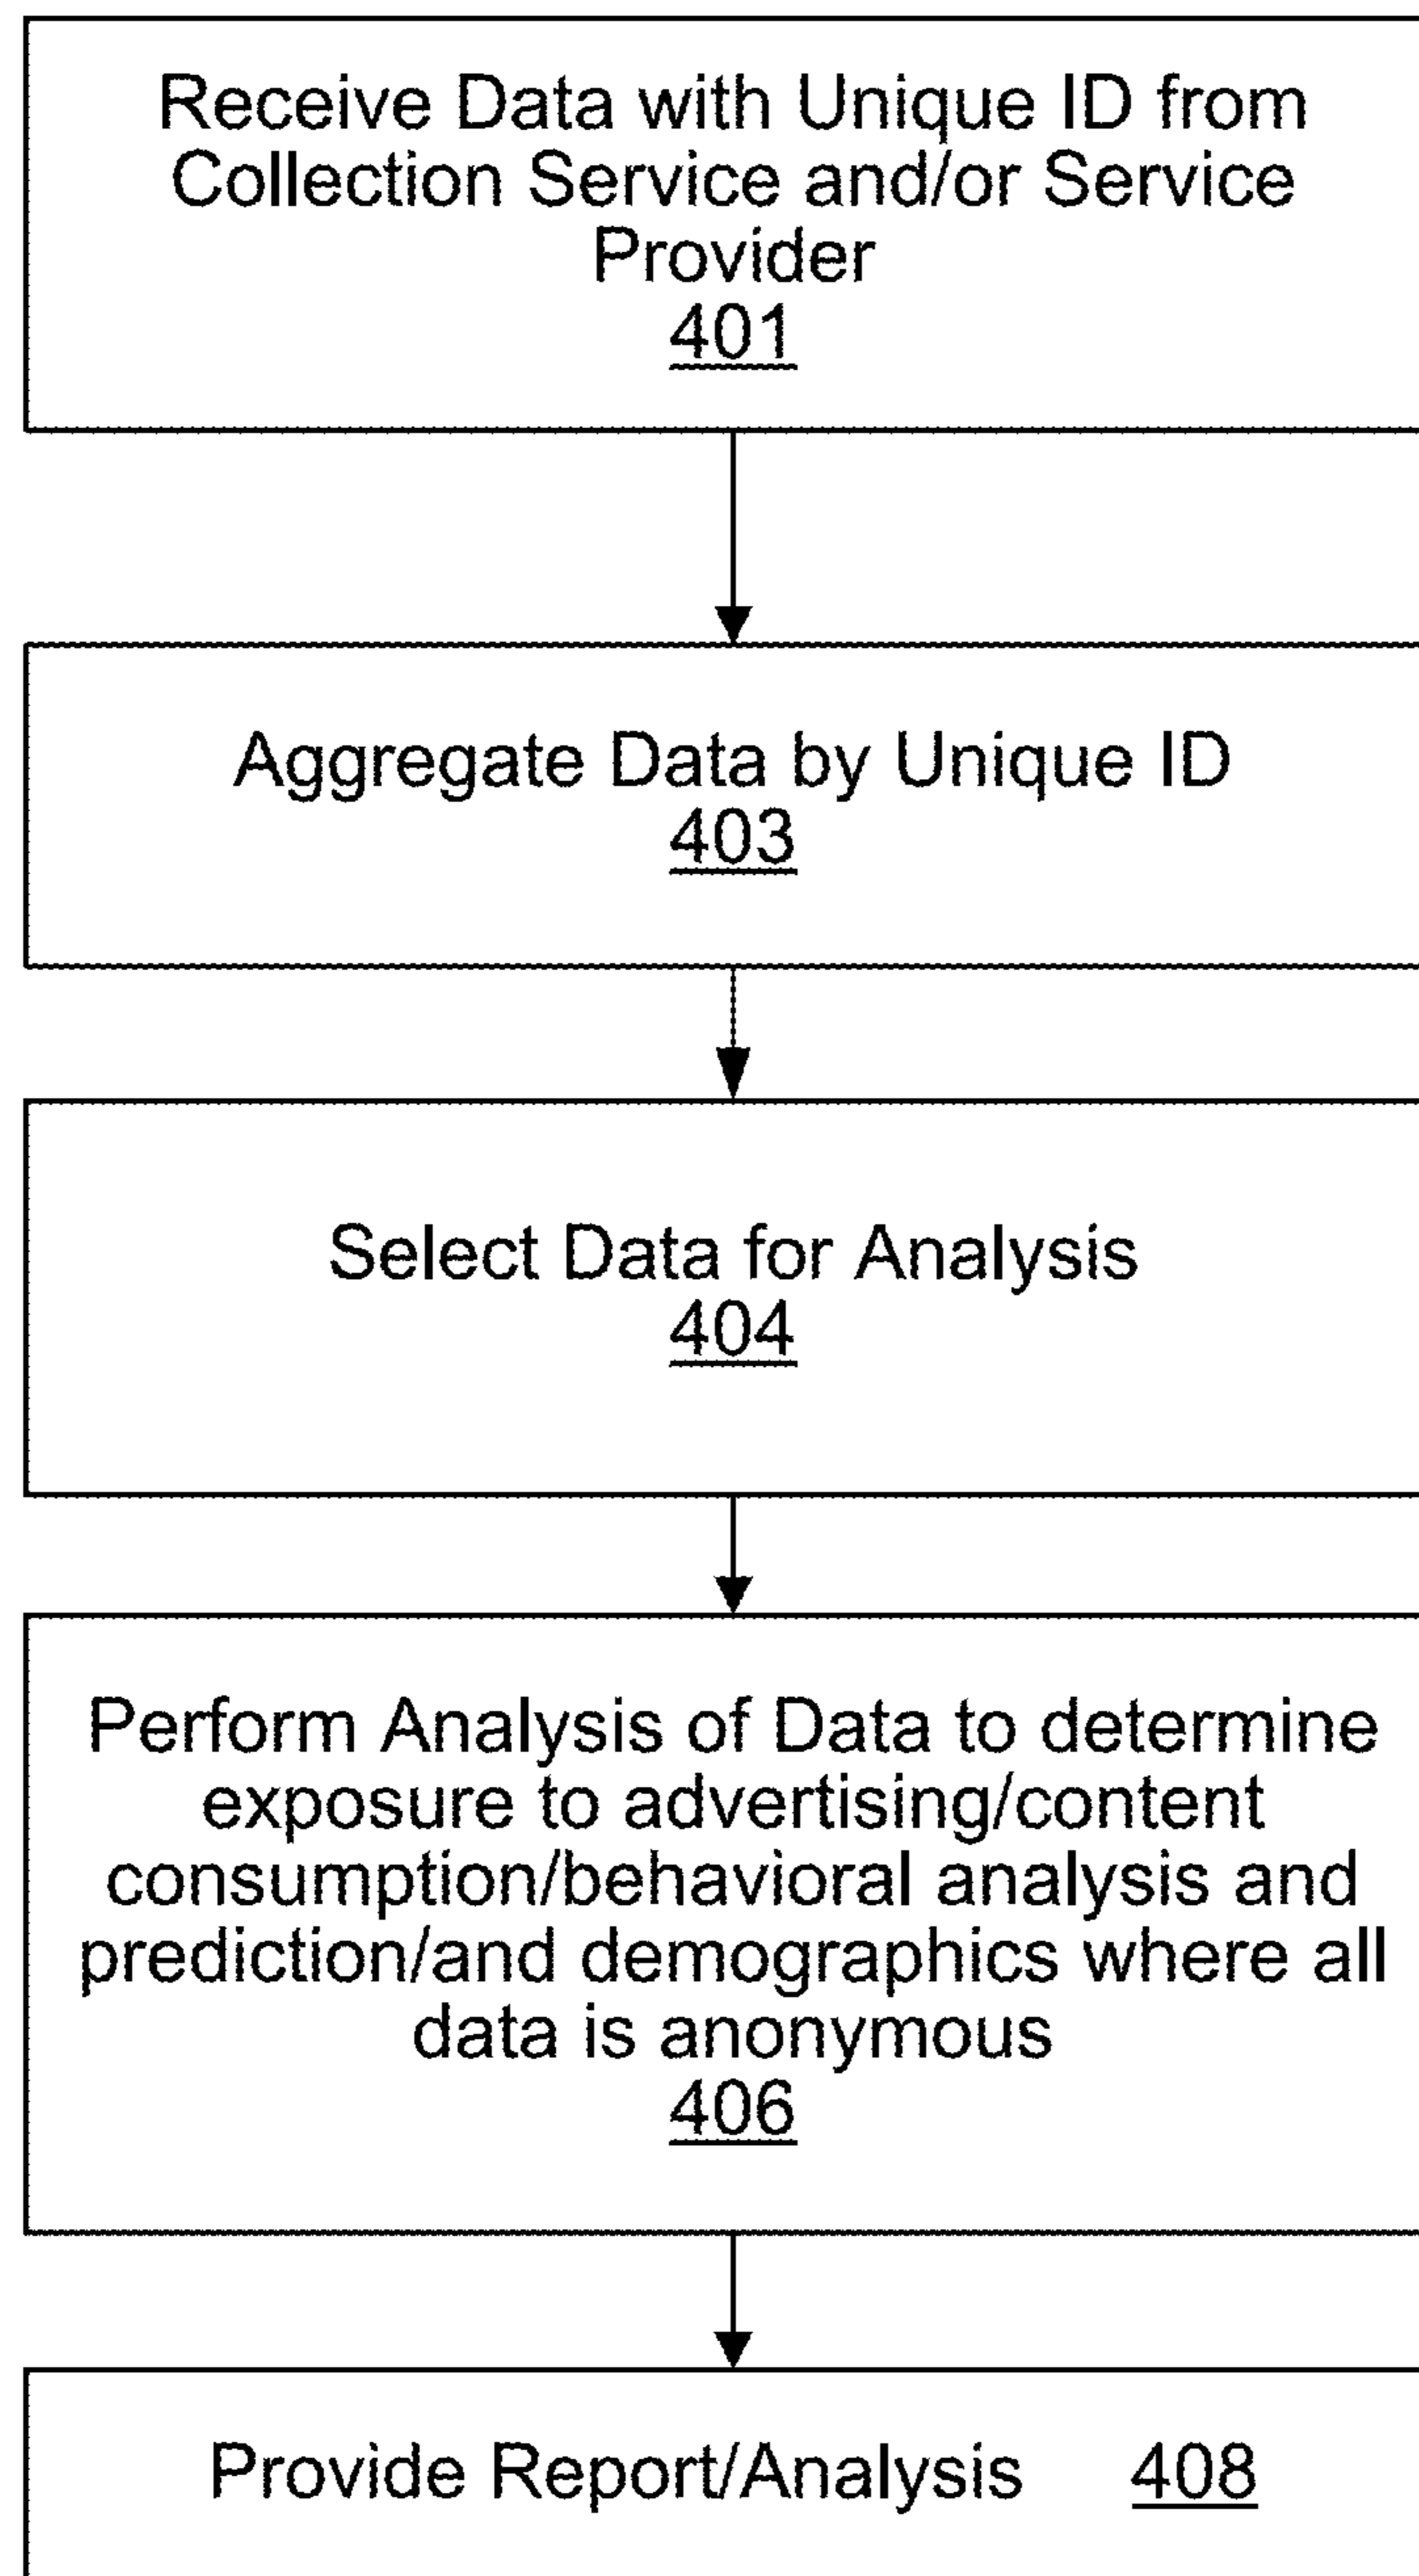 Receive Data with Unique ID from
Collection Service and/or Service
Provider
401
Aggregate Data by Unique ID
403
Select Data for Analysis
404
Perform Analysis of Data to determine
exposure to advertising/content
consumption/behavioral analysis and
prediction/and demographics where all
data is anonymous
406
Provide Report/Analysis 408